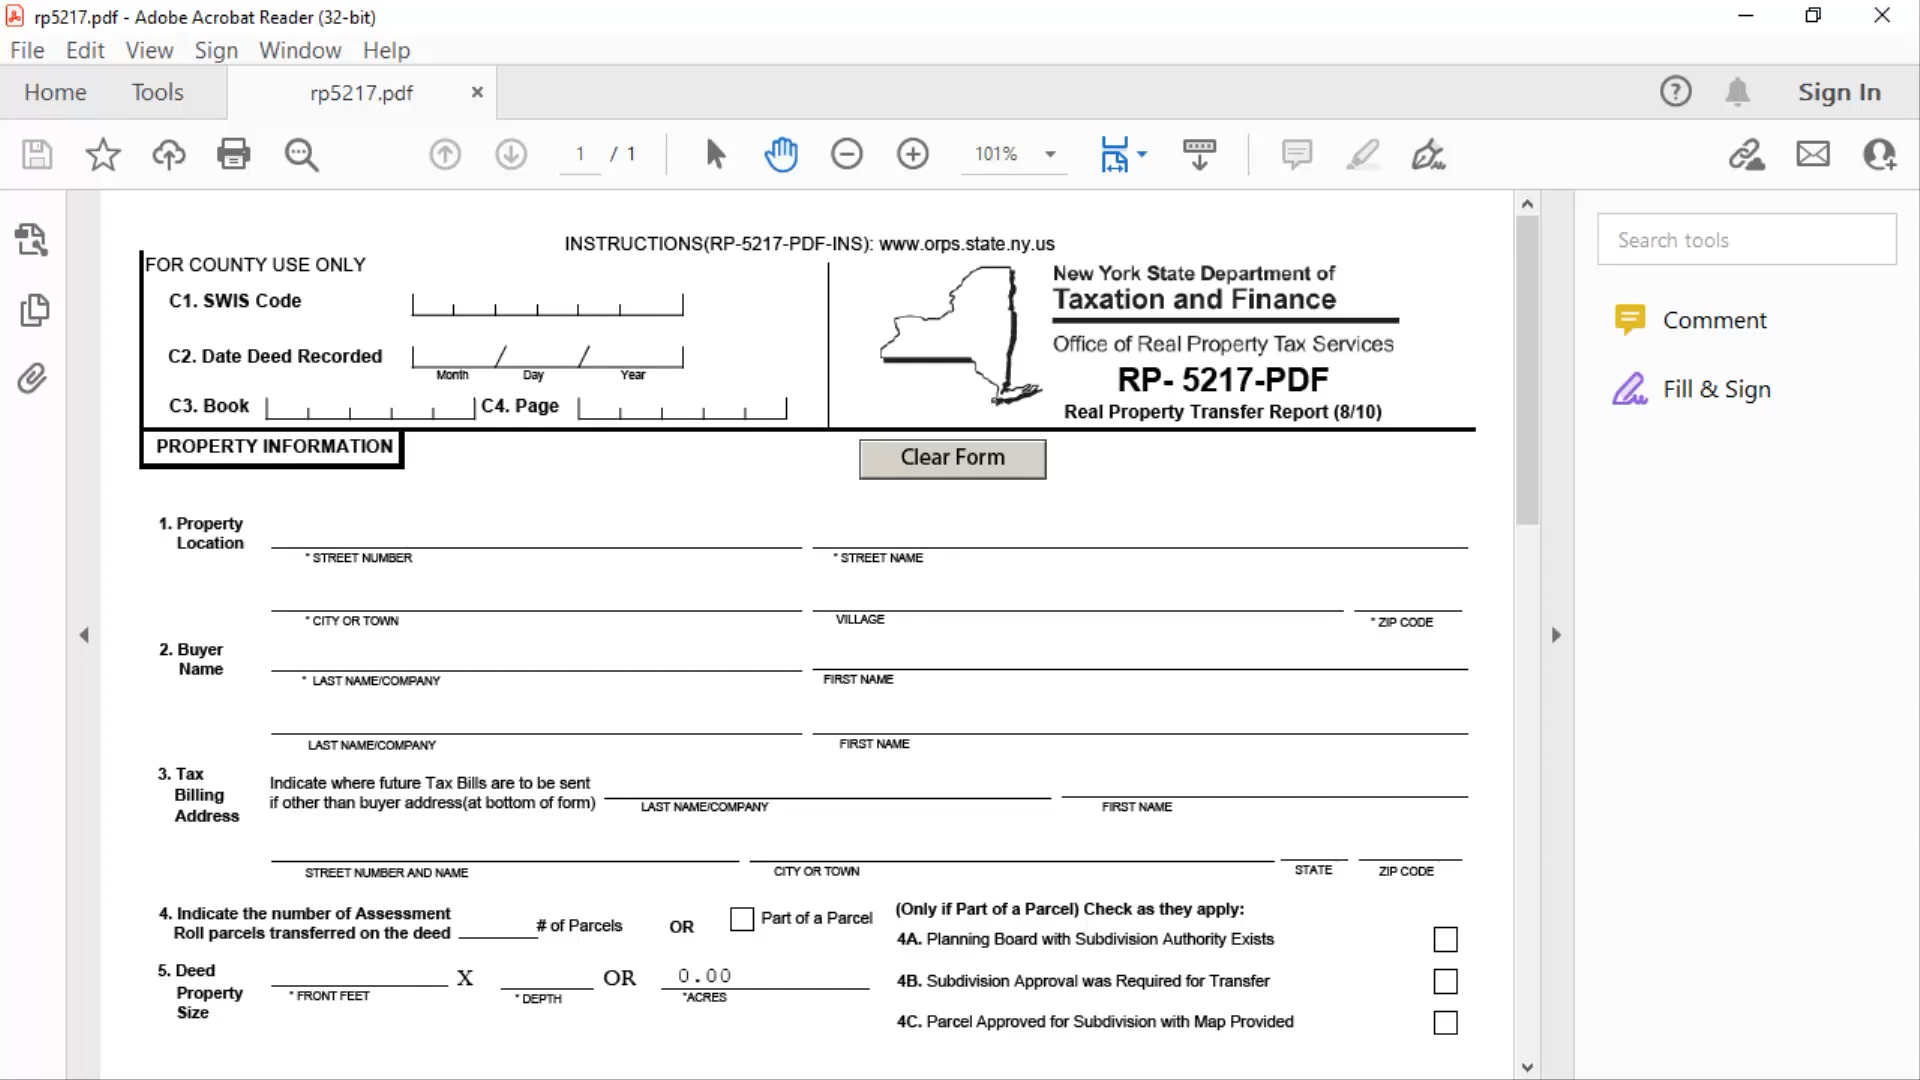 rp5217.pdf - Adobe Acrobat Reader (32-bit)
File Edit View Sign Window Help
Home Tools rp5217.pdf × Sign In
1 / 1 101%
Search tools
Comment
Fill & Sign
INSTRUCTIONS(RP-5217-PDF-INS): www.orps.state.ny.us
FOR COUNTY USE ONLY
C1. SWIS Code
C2. Date Deed Recorded
Month Day Year
C3. Book C4. Page
New York State Department of
Taxation and Finance
Office of Real Property Tax Services
RP- 5217-PDF
Real Property Transfer Report (8/10)
PROPERTY INFORMATION
Clear Form
1. Property
Location
* STREET NUMBER * STREET NAME
* CITY OR TOWN VILLAGE * ZIP CODE
2. Buyer
Name
* LAST NAME/COMPANY FIRST NAME
LAST NAME/COMPANY FIRST NAME
3. Tax
Billing
Address
Indicate where future Tax Bills are to be sent
if other than buyer address(at bottom of form)
LAST NAME/COMPANY FIRST NAME
STREET NUMBER AND NAME CITY OR TOWN STATE ZIP CODE
4. Indicate the number of Assessment
Roll parcels transferred on the deed # of Parcels OR Part of a Parcel
(Only if Part of a Parcel) Check as they apply:
4A. Planning Board with Subdivision Authority Exists
4B. Subdivision Approval was Required for Transfer
4C. Parcel Approved for Subdivision with Map Provided
5. Deed
Property
Size
X OR 0.00
* FRONT FEET * DEPTH *ACRES